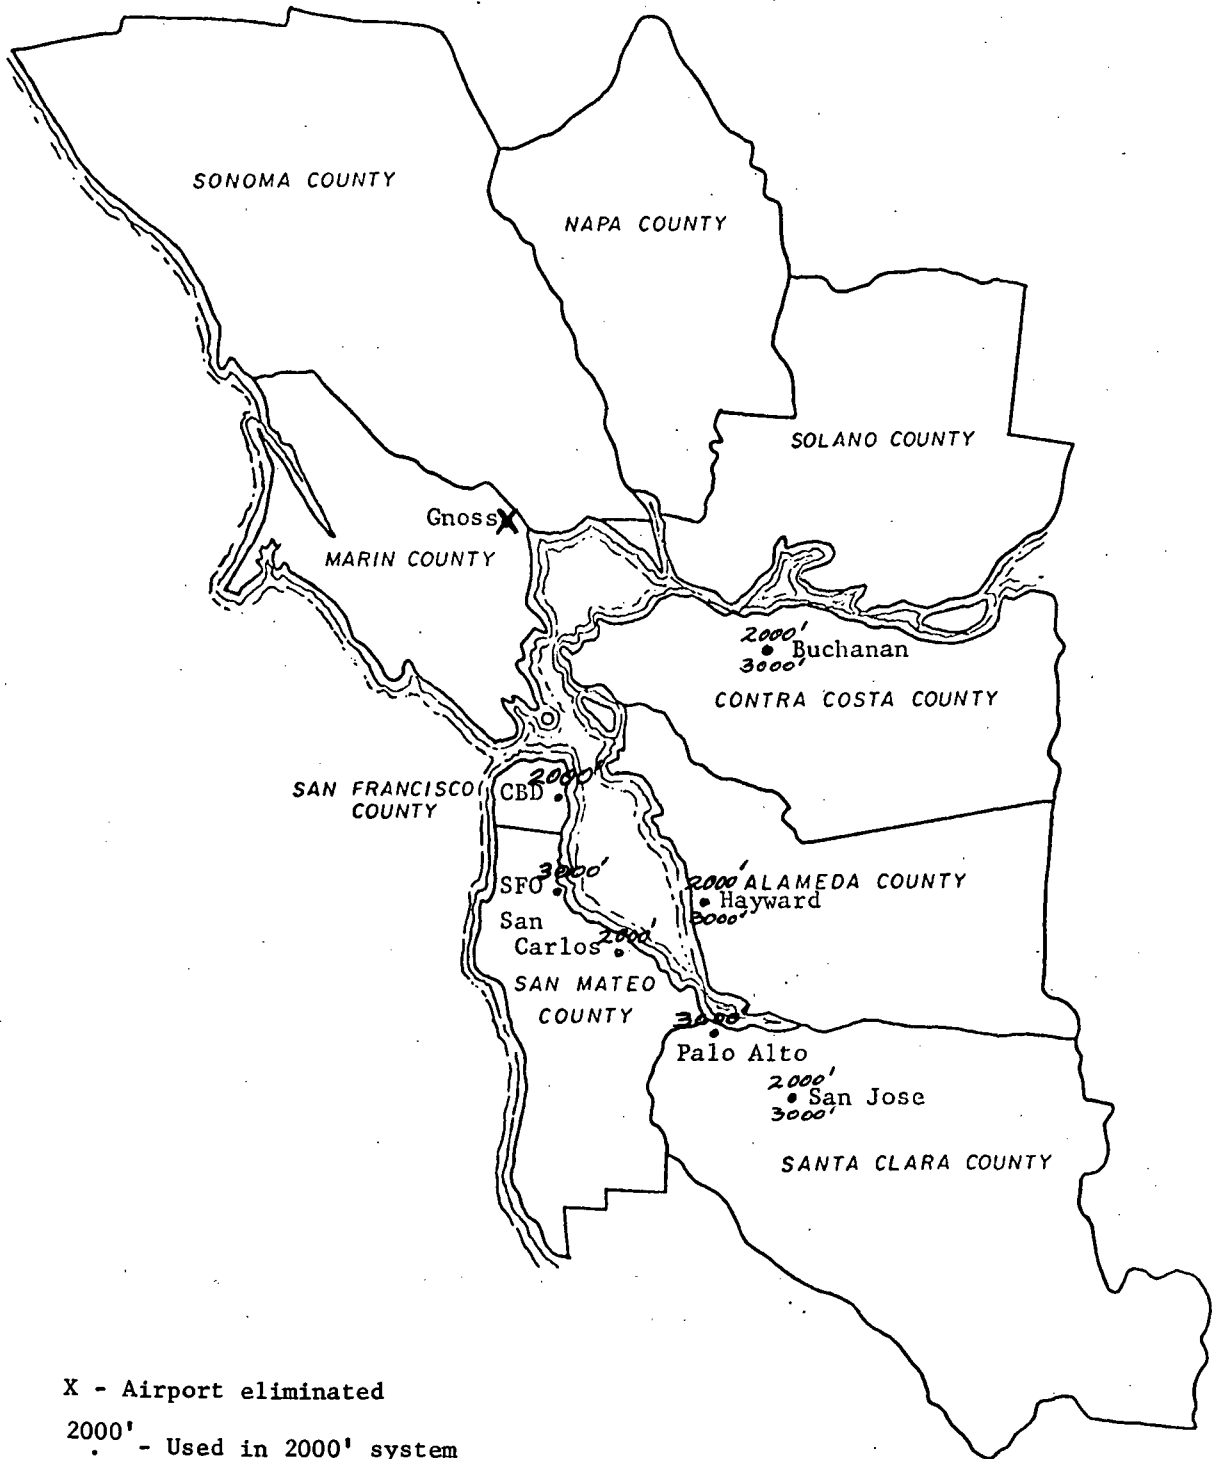 SONOMA COUNTY
NAPA COUNTY
SOLANO COUNTY
Gnoss X
MARIN COUNTY
2000'
Buchanan
3000'
CONTRA COSTA COUNTY
SAN FRANCISCO
COUNTY
2000'
CBD
3000'
SFO
2000'
ALAMEDA COUNTY
Hayward
3000'
San
Carlos
2000'
SAN MATEO
COUNTY
3000'
Palo Alto
2000'
San Jose
3000'
SANTA CLARA COUNTY
X - Airport eliminated
2000'
. - Used in 2000' system